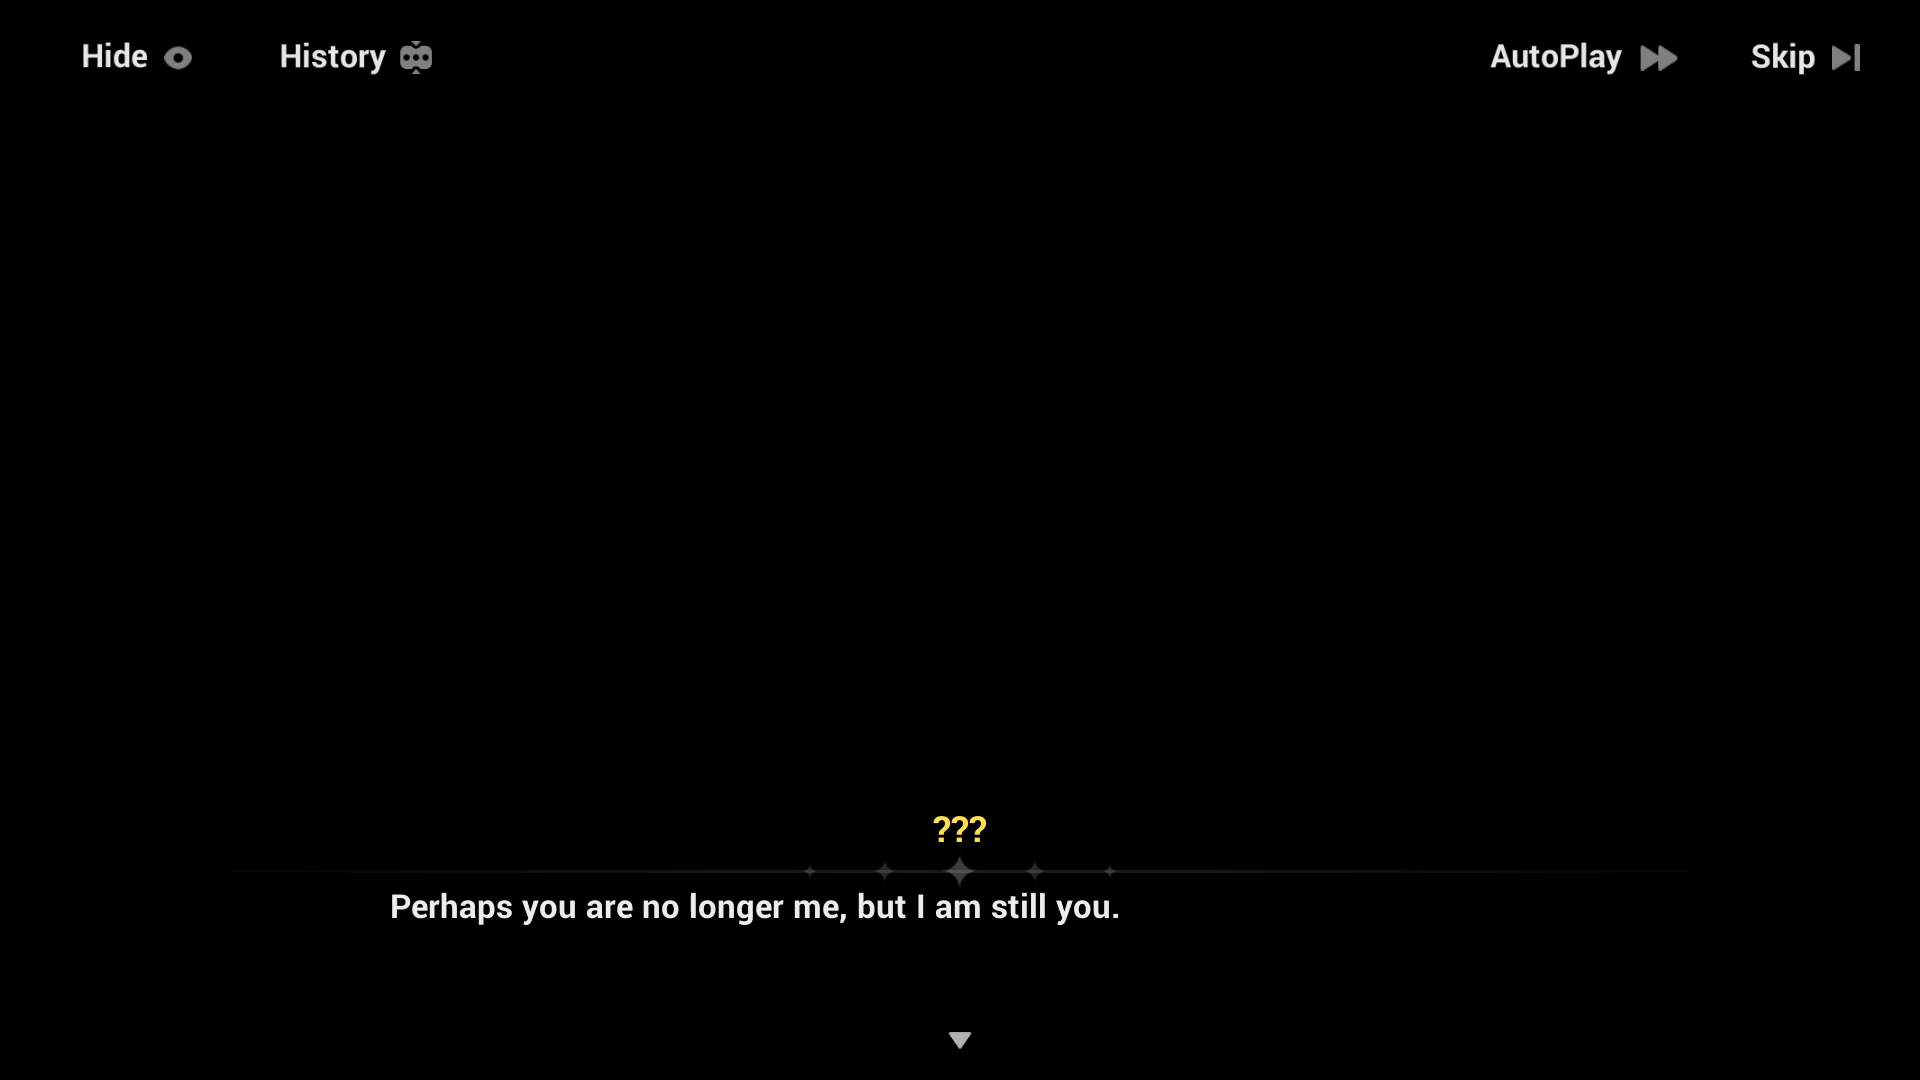 Hide
History
AutoPlay
Skip
???
Perhaps you are no longer me, but I am still you.